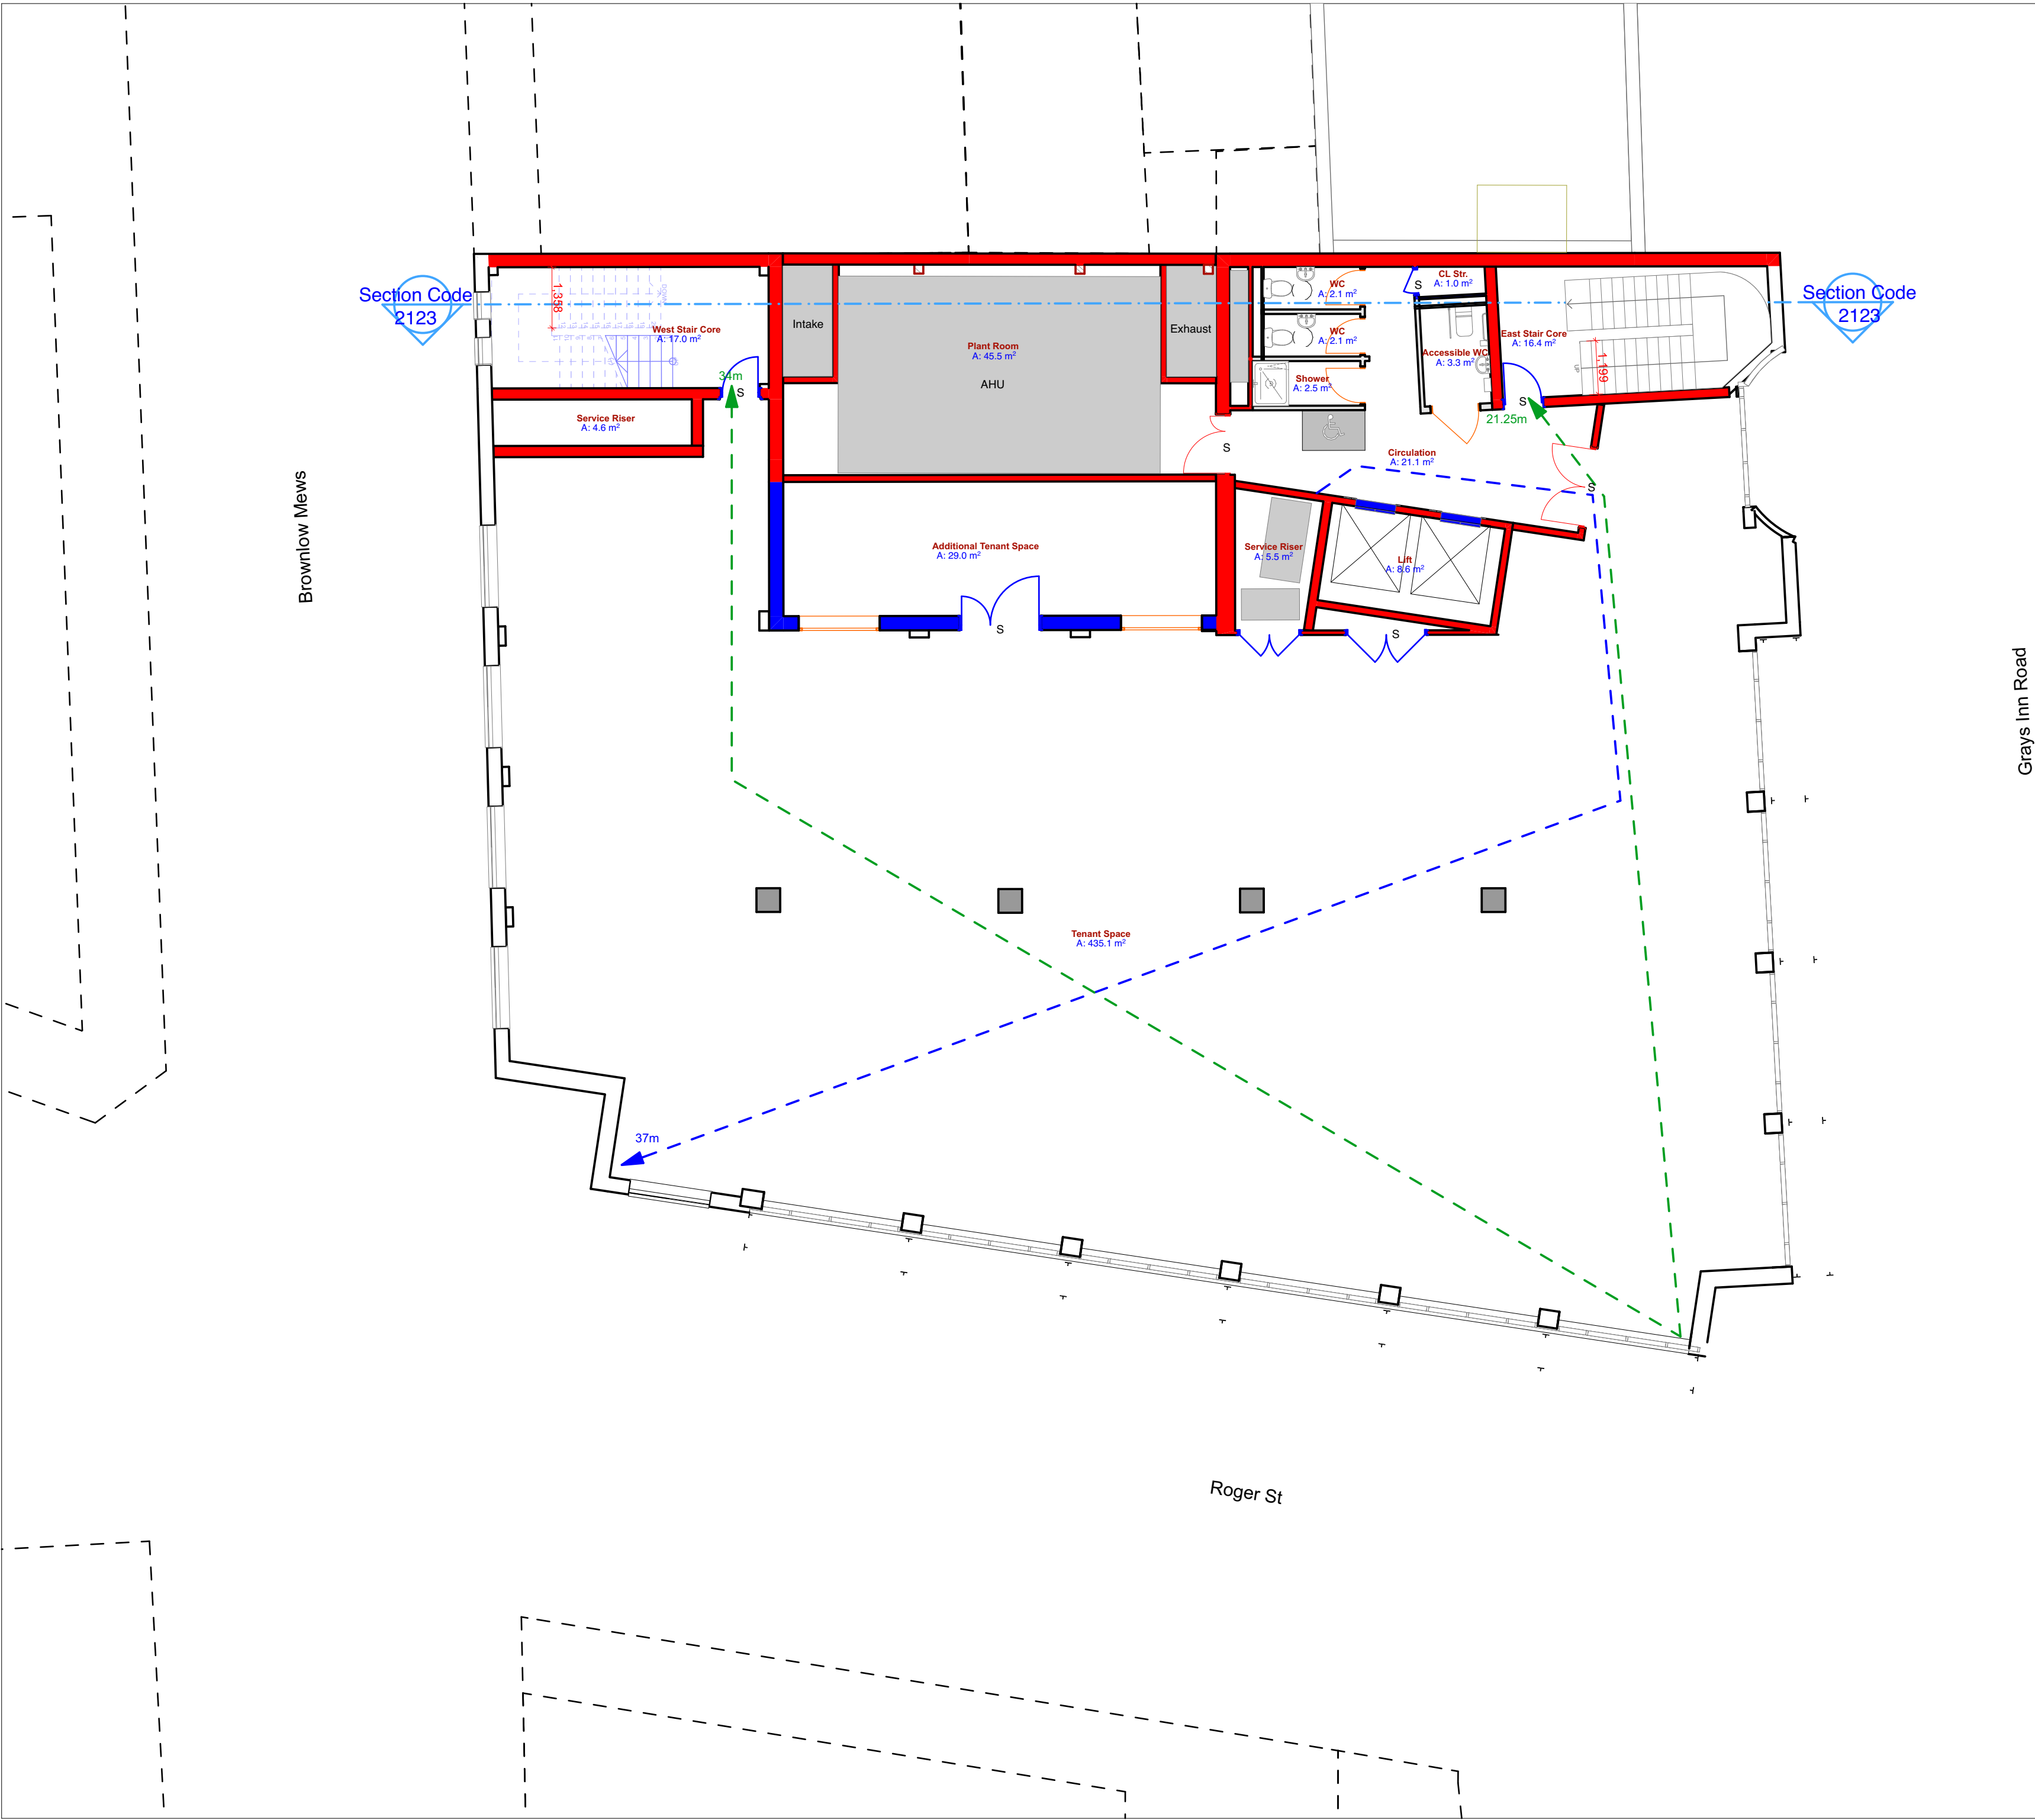 Section Code
2123
1,358
DOWN
West Stair Core
A: 17.0 m²
34m
S
Service Riser
A: 4.6 m²
Intake
Plant Room
A: 45.5 m²
AHU
Exhaust
WC
A: 2.1 m²
WC
A: 2.1 m²
Shower
A: 2.5 m²
S
CL Str.
A: 1.0 m²
Accessible WC
A: 3.3 m²
East Stair Core
A: 16.4 m²
1,199
UP
S
21.25m
Section Code
2123
S
Circulation
A: 21.1 m²
S
Additional Tenant Space
A: 29.0 m²
S
Service Riser
A: 5.5 m²
Lift
A: 8.6 m²
S
Brownlow Mews
Grays Inn Road
Tenant Space
A: 435.1 m²
37m
Roger St